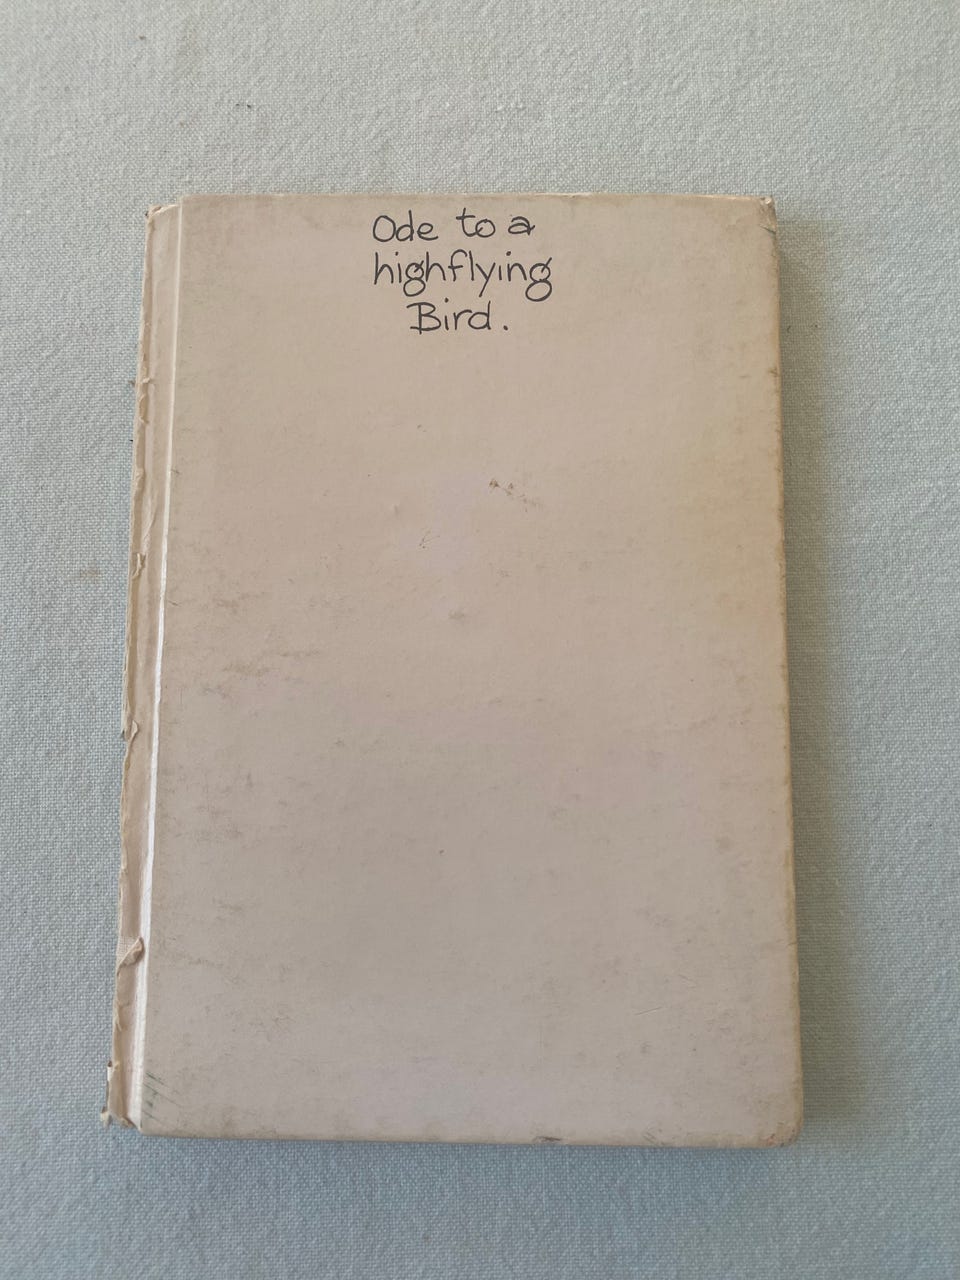 Ode to a
highflying
Bird.